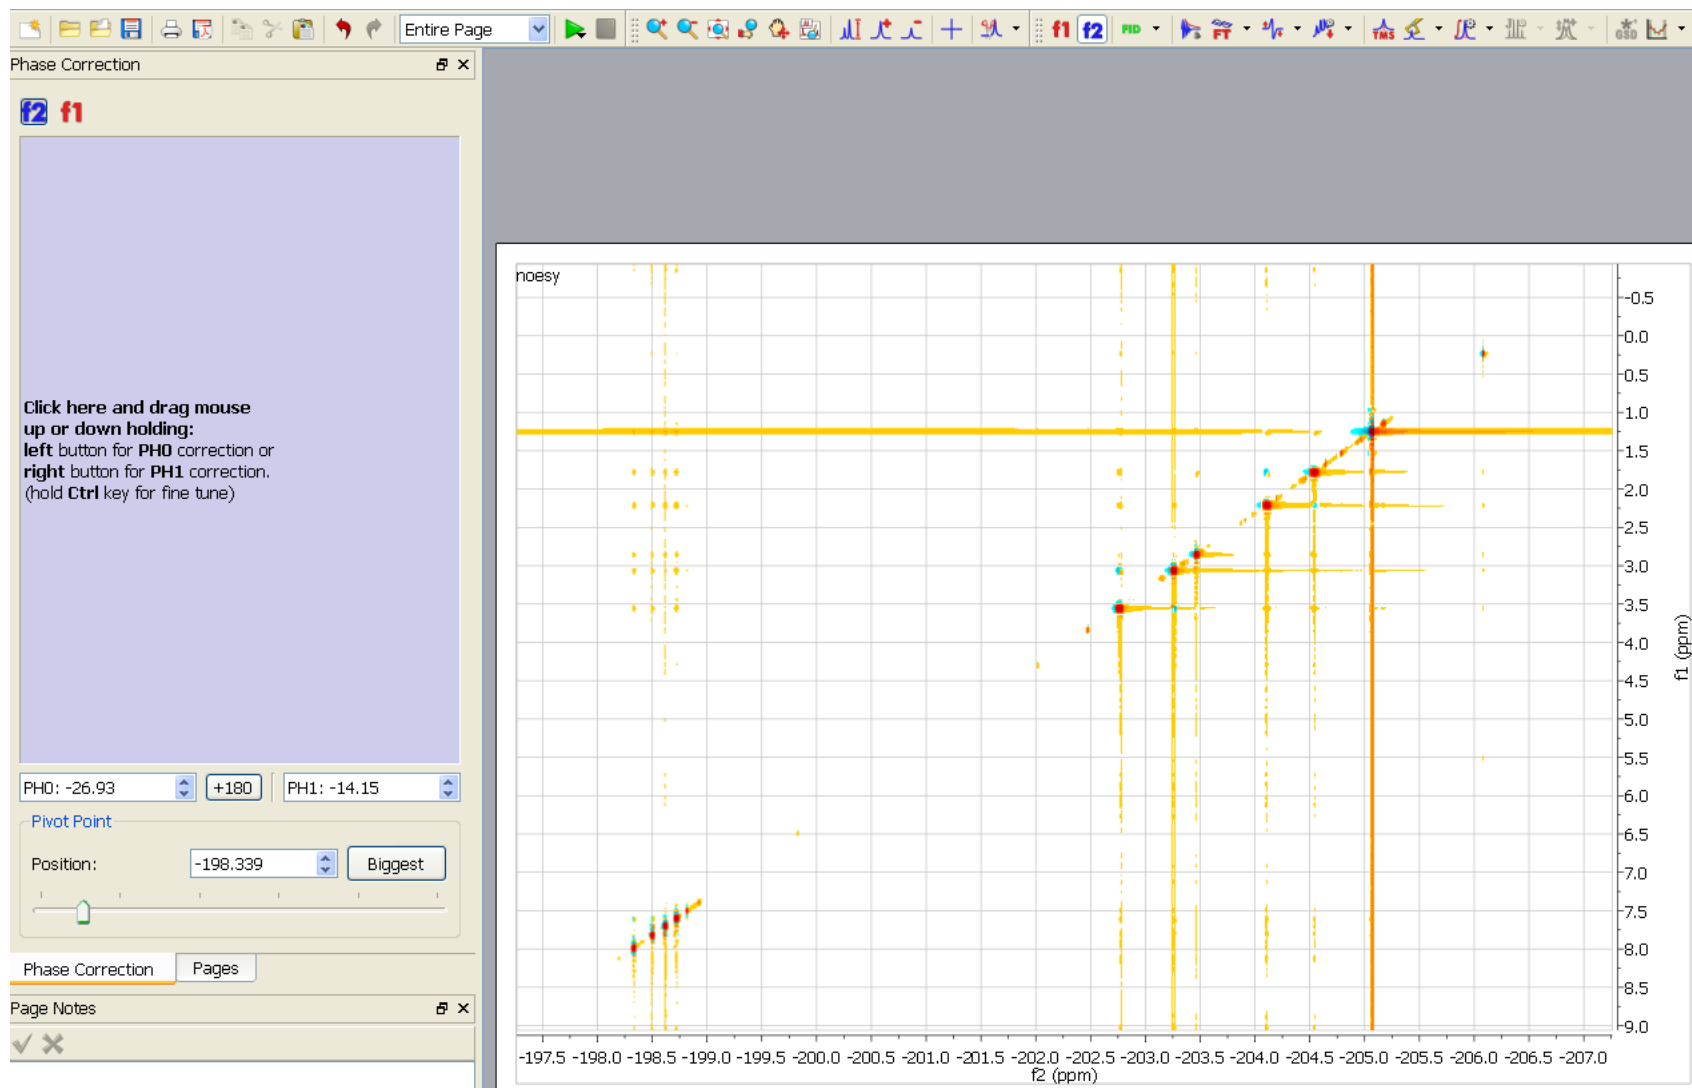 Entire Page
f1 f2 FID FT TMS GSD
Phase Correction
f2 f1
Click here and drag mouse
up or down holding:
left button for PH0 correction or
right button for PH1 correction.
(hold Ctrl key for fine tune)
PH0: -26.93 +180 PH1: -14.15
Pivot Point
Position: -198.339 Biggest
Phase Correction Pages
Page Notes
noesy
-0.5
0.0
0.5
1.0
1.5
2.0
2.5
3.0
3.5
4.0
4.5
5.0
5.5
6.0
6.5
7.0
7.5
8.0
8.5
9.0
f1 (ppm)
-197.5 -198.0 -198.5 -199.0 -199.5 -200.0 -200.5 -201.0 -201.5 -202.0 -202.5 -203.0 -203.5 -204.0 -204.5 -205.0 -205.5 -206.0 -206.5 -207.0
f2 (ppm)